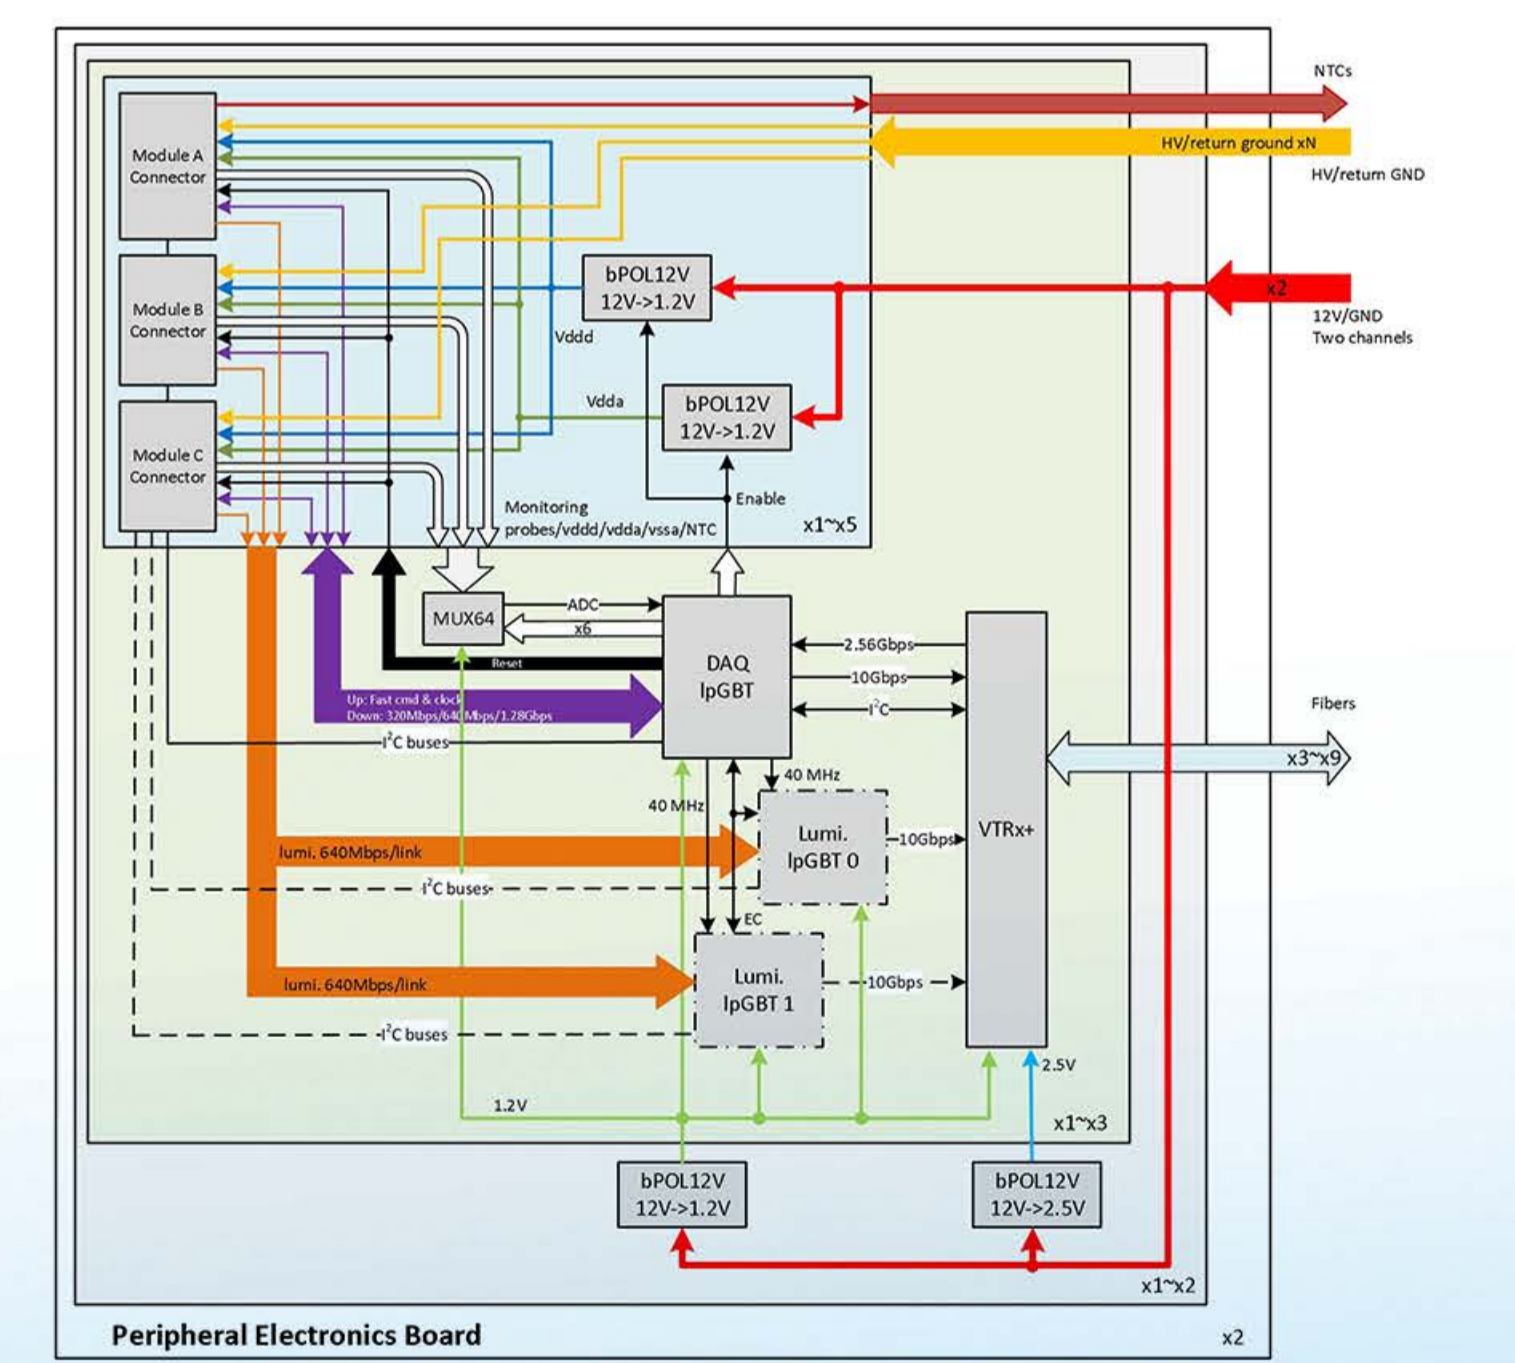 NTCs
HV/return ground xN
HV/return GND
Module A
Connector
bPOL12V
12V->1.2V
x2
12V/GND
Two channels
Module B
Connector
Vddd
Vdda
bPOL12V
12V->1.2V
Module C
Connector
Enable
Monitoring
probes/vddd/vdda/vssa/NTC
x1~x5
MUX64
ADC
x6
Reset
DAQ
lpGBT
2.56Gbps
10Gbps
I²C
Up: Fast cmd & clock
Down: 320Mbps/640Mbps/1.28Gbps
I²C buses
Fibers
x3~x9
40 MHz
40 MHz
Lumi.
lpGBT 0
10Gbps
VTRx+
lumi. 640Mbps/link
I²C buses
EC
Lumi.
lpGBT 1
10Gbps
lumi. 640Mbps/link
I²C buses
2.5V
1.2V
x1~x3
bPOL12V
12V->1.2V
bPOL12V
12V->2.5V
x1~x2
Peripheral Electronics Board
x2